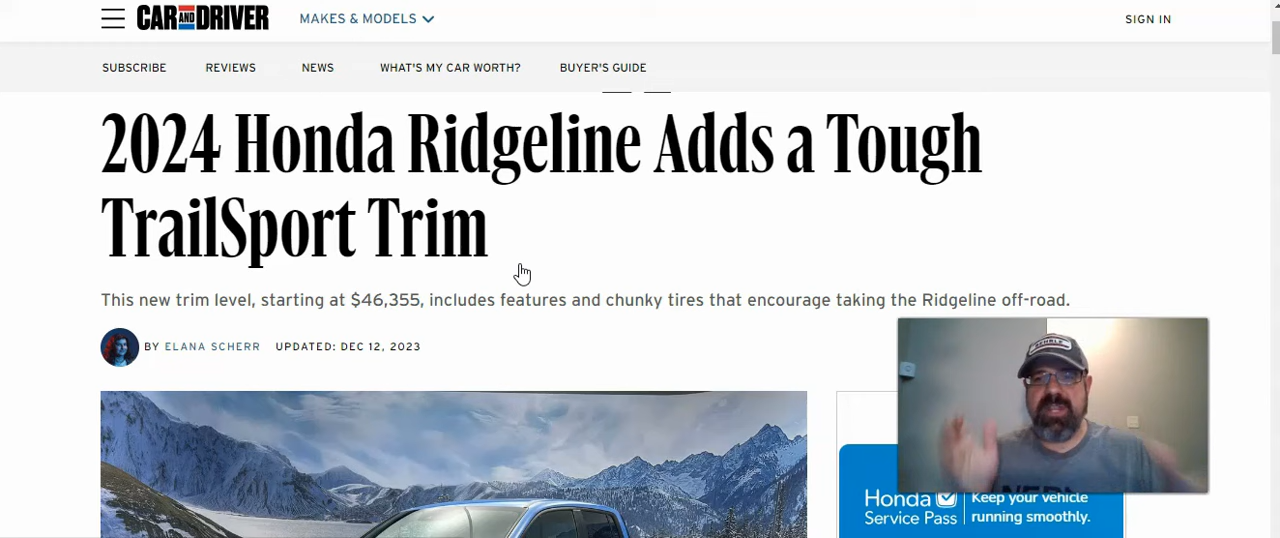 CAR AND DRIVER
MAKES & MODELS
SIGN IN
SUBSCRIBE
REVIEWS
NEWS
WHAT'S MY CAR WORTH?
BUYER'S GUIDE
2024 Honda Ridgeline Adds a Tough
TrailSport Trim
This new trim level, starting at $46,355, includes features and chunky tires that encourage taking the Ridgeline off-road.
BY ELANA SCHERR
UPDATED: DEC 12, 2023
Honda
Service Pass
Keep your vehicle
running smoothly.